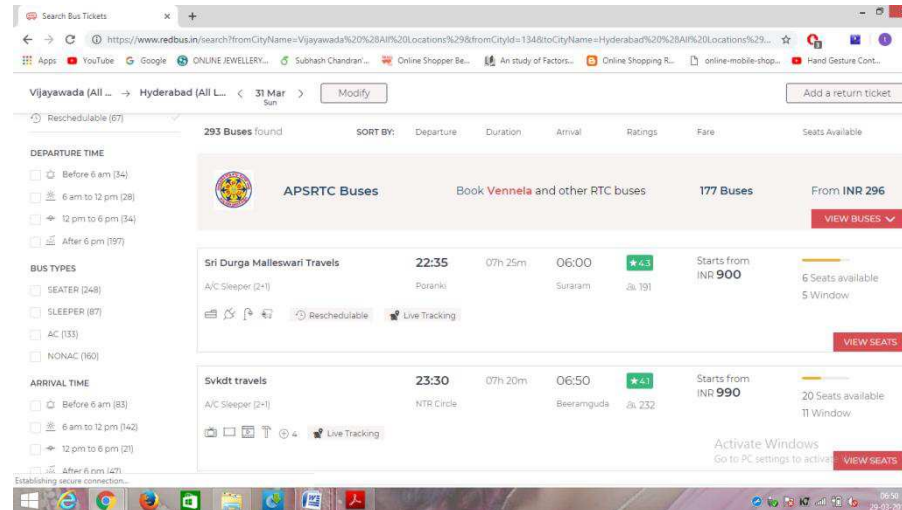 Search Bus Tickets
https://www.redbus.in/search?fromCityName=Vijayawada%20%28All%20Locations%29&fromCityId=134&toCityName=Hyderabad%20%28All%20Locations%29...
Apps YouTube Google ONLINE JEWELLERY... Subhash Chandran'... Online Shopper Be... An study of Factors... Online Shopping R... online-mobile-shop... Hand Gesture Cont...
Vijayawada (All ... → Hyderabad (All L... < 31 Mar > Modify Add a return ticket
Sun
Reschedulable (67)
293 Buses found SORT BY: Departure Duration Arrival Ratings Fare Seats Available
DEPARTURE TIME
Before 6 am (34)
6 am to 12 pm (28)
12 pm to 6 pm (34)
After 6 pm (197)
APSRTC Buses Book Vennela and other RTC buses 177 Buses From INR 296
VIEW BUSES
BUS TYPES
SEATER (248)
SLEEPER (87)
AC (133)
NONAC (160)
Sri Durga Malleswari Travels 22:35 07h 25m 06:00 4.3 Starts from
INR 900
A/C Sleeper (2+1) Poranki Suraram 191 6 Seats available
5 Window
Reschedulable Live Tracking
VIEW SEATS
ARRIVAL TIME
Before 6 am (83)
6 am to 12 pm (142)
12 pm to 6 pm (21)
After 6 pm (47)
Svkdt travels 23:30 07h 20m 06:50 4.1 Starts from
INR 990
A/C Sleeper (2+1) NTR Circle Beeramguda 232 20 Seats available
11 Window
4 Live Tracking
VIEW SEATS
Activate Windows
Go to PC settings to activate
Establishing secure connection...
06:50